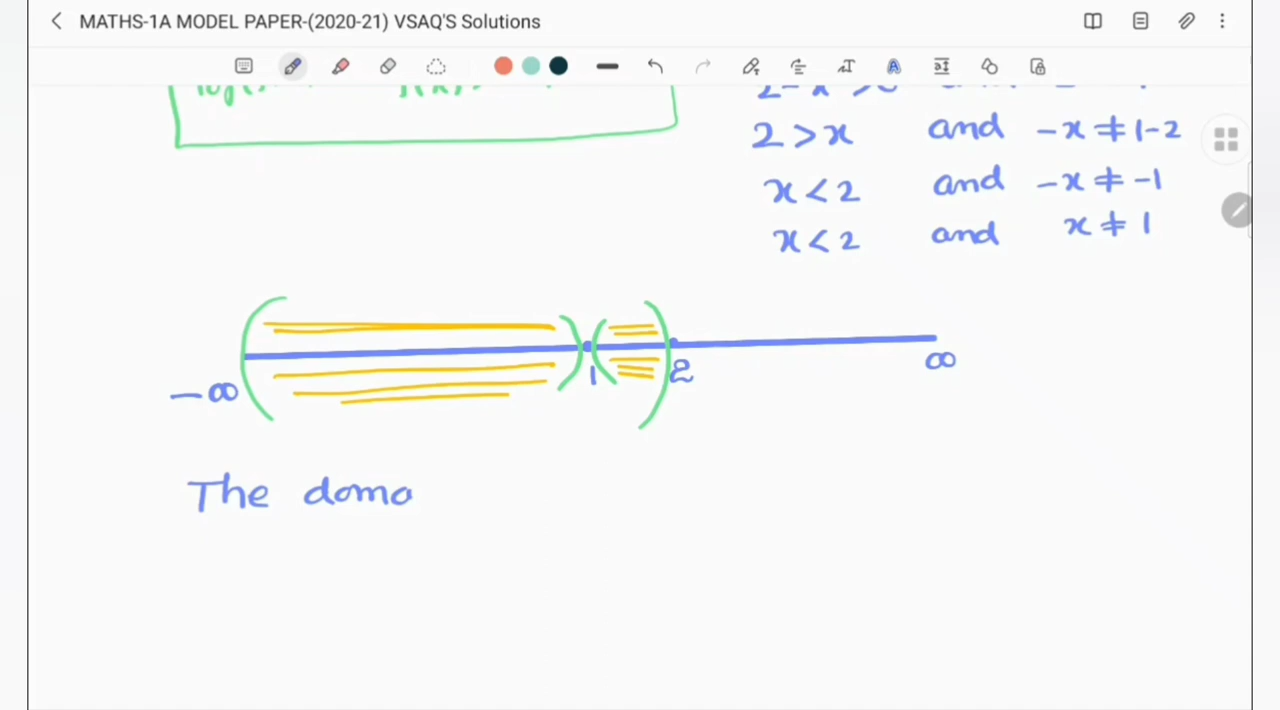 MATHS-1A MODEL PAPER-(2020-21) VSAQ'S Solutions
2 > x and -x ≠ 1-2
x < 2 and -x ≠ -1
x < 2 and x ≠ 1
-∞ 1 2 ∞
The doma